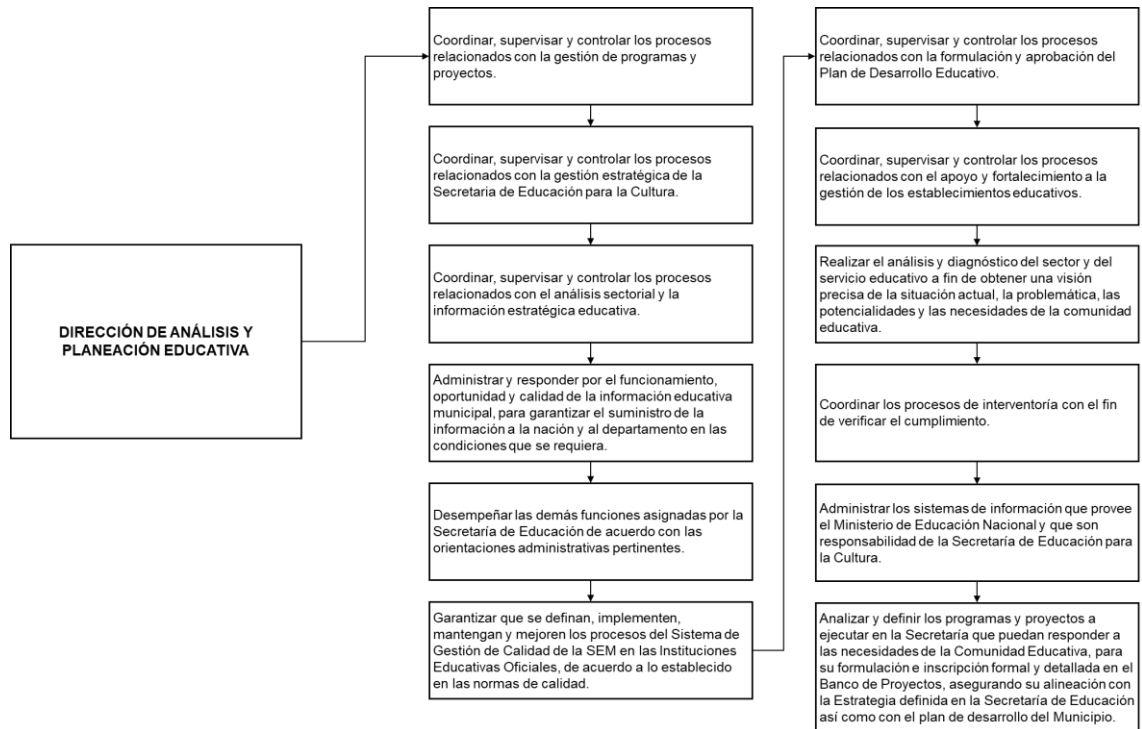 DIRECCIÓN DE ANÁLISIS Y
PLANEACIÓN EDUCATIVA
Coordinar, supervisar y controlar los procesos
relacionados con la gestión de programas y
proyectos.
Coordinar, supervisar y controlar los procesos
relacionados con la gestión estratégica de la
Secretaria de Educación para la Cultura.
Coordinar, supervisar y controlar los procesos
relacionados con el análisis sectorial y la
información estratégica educativa.
Administrar y responder por el funcionamiento,
oportunidad y calidad de la información educativa
municipal, para garantizar el suministro de la
información a la nación y al departamento en las
condiciones que se requiera.
Desempeñar las demás funciones asignadas por la
Secretaría de Educación de acuerdo con las
orientaciones administrativas pertinentes.
Garantizar que se definan, implementen,
mantengan y mejoren los procesos del Sistema de
Gestión de Calidad de la SEM en las Instituciones
Educativas Oficiales, de acuerdo a lo establecido
en las normas de calidad.
Coordinar, supervisar y controlar los procesos
relacionados con la formulación y aprobación del
Plan de Desarrollo Educativo.
Coordinar, supervisar y controlar los procesos
relacionados con el apoyo y fortalecimiento a la
gestión de los establecimientos educativos.
Realizar el análisis y diagnóstico del sector y del
servicio educativo a fin de obtener una visión
precisa de la situación actual, la problemática, las
potencialidades y las necesidades de la comunidad
educativa.
Coordinar los procesos de interventoría con el fin
de verificar el cumplimiento.
Administrar los sistemas de información que provee
el Ministerio de Educación Nacional y que son
responsabilidad de la Secretaría de Educación para
la Cultura.
Analizar y definir los programas y proyectos a
ejecutar en la Secretaría que puedan responder a
las necesidades de la Comunidad Educativa, para
su formulación e inscripción formal y detallada en el
Banco de Proyectos, asegurando su alineación con
la Estrategia definida en la Secretaría de Educación
así como con el plan de desarrollo del Municipio.